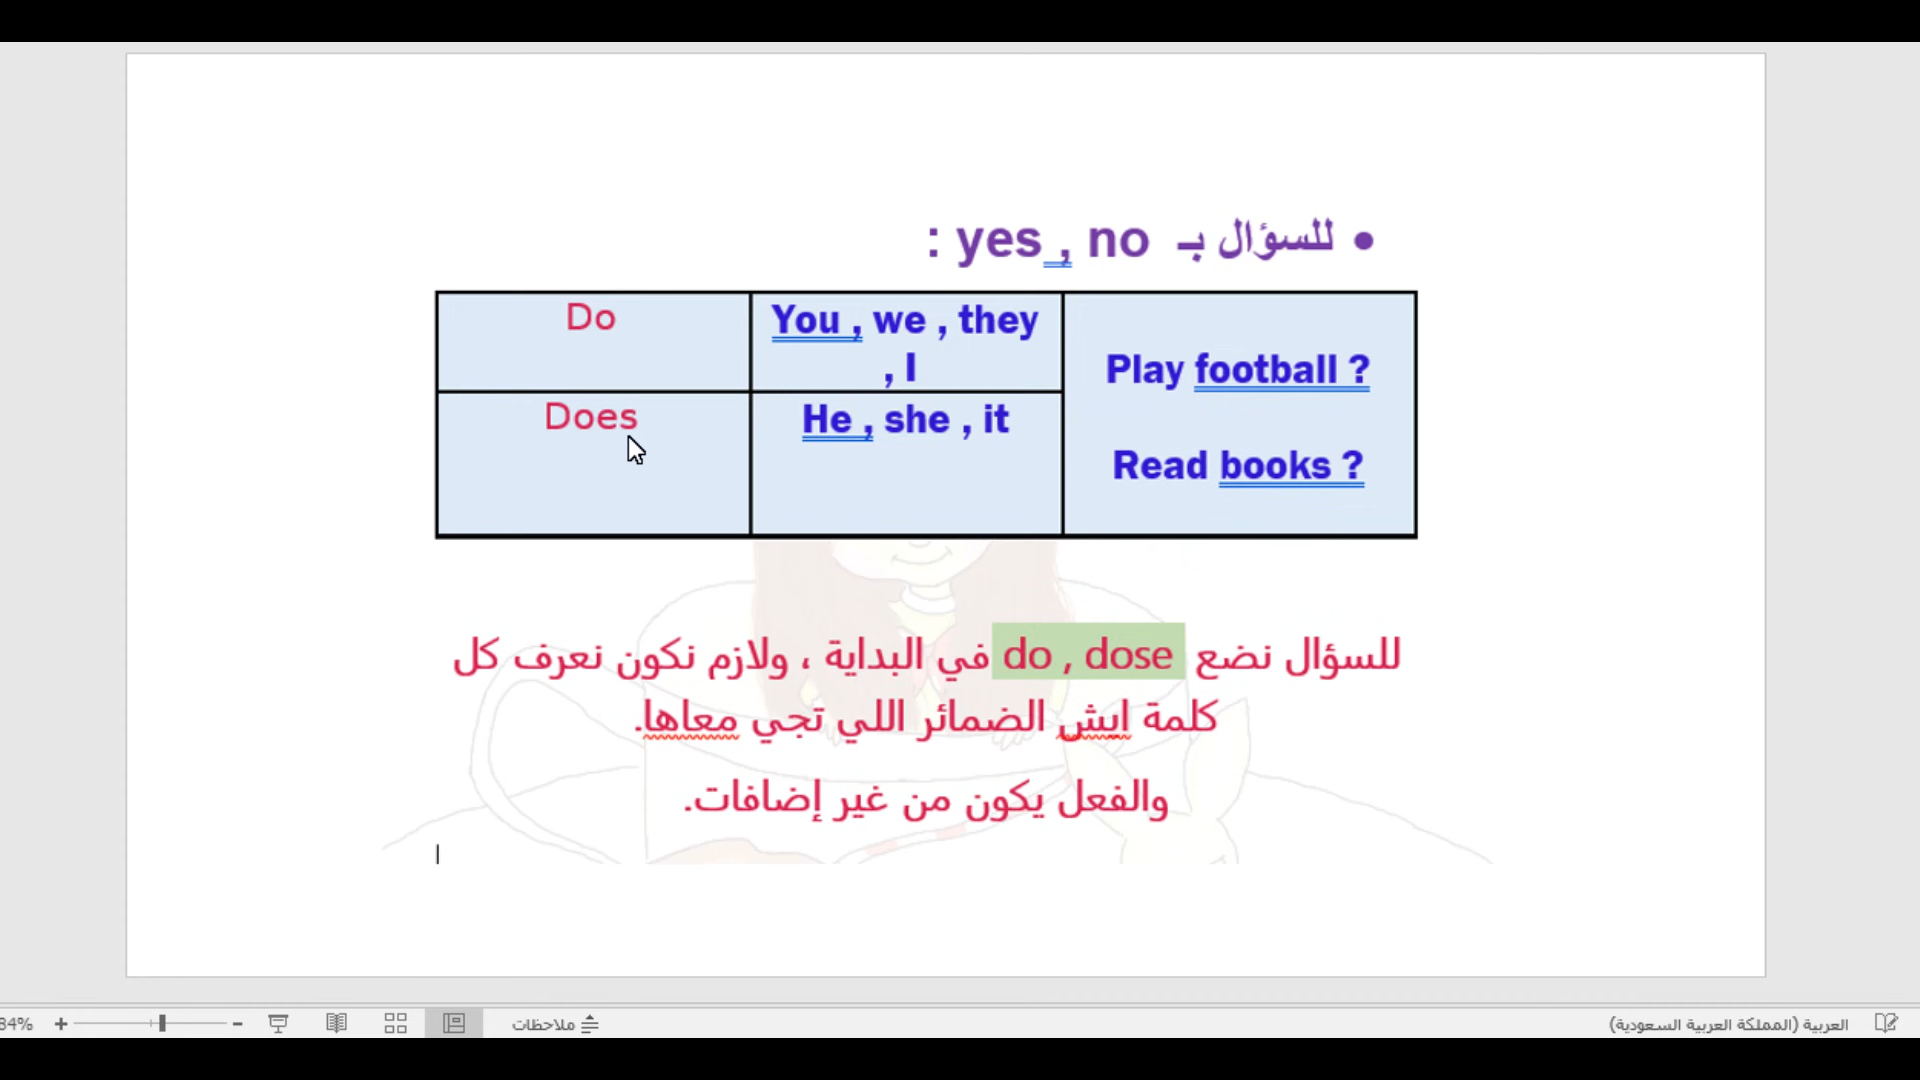 • للسؤال بـ yes , no :
Do
You , we , they
, I
Play football ?
Does
He , she , it
Read books ?
للسؤال نضع do , dose في البداية ، ولازم نكون نعرف كل
كلمة ايش الضمائر اللي تجي معاها.
والفعل يكون من غير إضافات.
العربية (المملكة العربية السعودية)
ملاحظات
84%